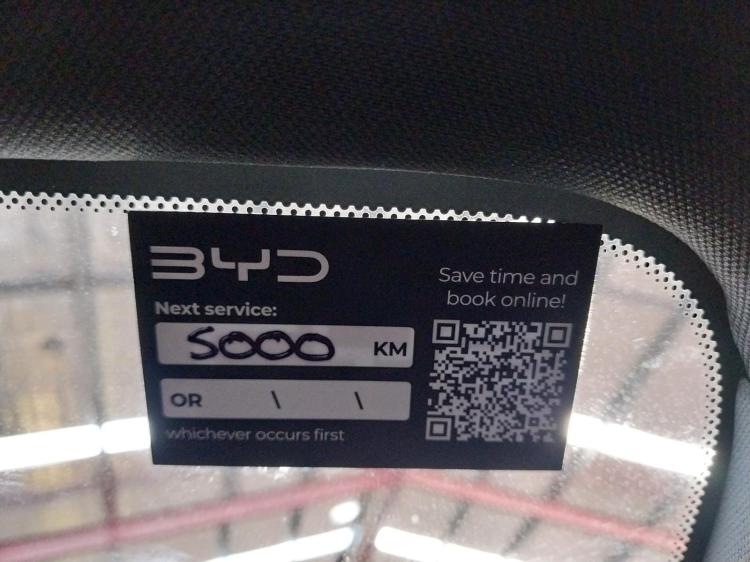 BYD
Next service:
5000 KM
OR \ \
whichever occurs first
Save time and
book online!